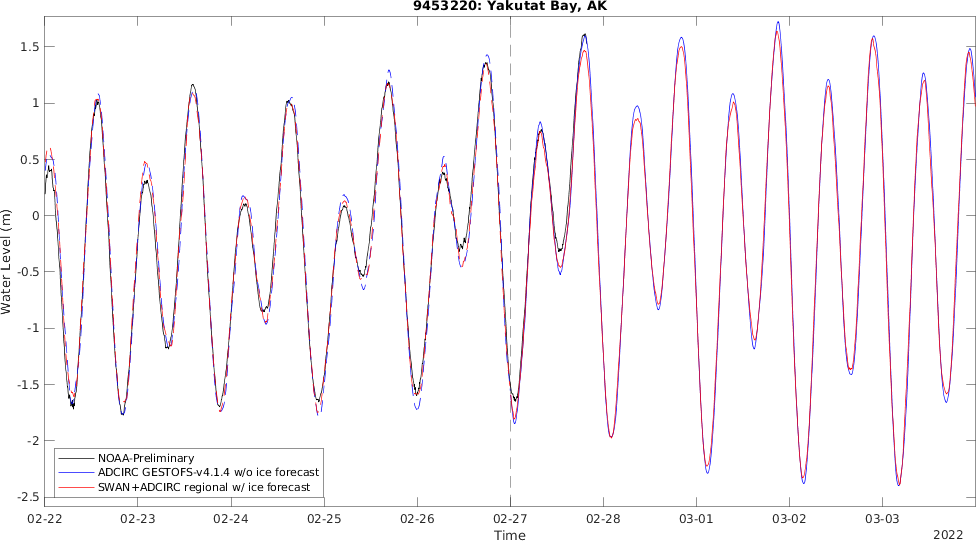 9453220: Yakutat Bay, AK
Water Level (m)
1.5
1
0.5
0
-0.5
-1
-1.5
-2
-2.5
NOAA-Preliminary
ADCIRC GESTOFS-v4.1.4 w/o ice forecast
SWAN+ADCIRC regional w/ ice forecast
02-22 02-23 02-24 02-25 02-26 02-27 02-28 03-01 03-02 03-03
Time
2022